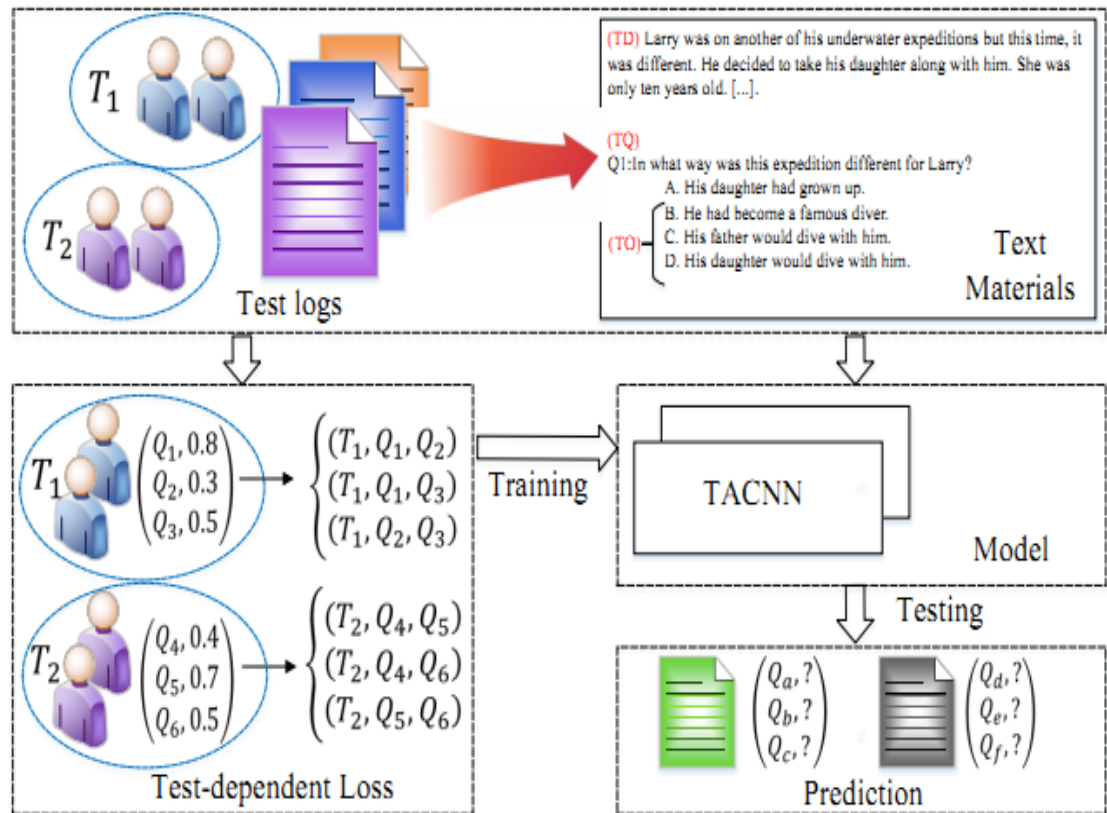 T₁
T₂
Test logs
(TD) Larry was on another of his underwater expeditions but this time, it
was different. He decided to take his daughter along with him. She was
only ten years old. [...].
(TQ)
Q1:In what way was this expedition different for Larry?
A. His daughter had grown up.
B. He had become a famous diver.
(TO)
C. His father would dive with him.
D. His daughter would dive with him.
Text
Materials
T₁
(Q₁, 0.8
Q₂, 0.3
Q₃, 0.5)
{(T₁, Q₁, Q₂)
(T₁, Q₁, Q₃)
(T₁, Q₂, Q₃)
T₂
(Q₄, 0.4
Q₅, 0.7
Q₆, 0.5)
{(T₂, Q₄, Q₅)
(T₂, Q₄, Q₆)
(T₂, Q₅, Q₆)
Test-dependent Loss
Training
TACNN
Model
Testing
(Qₐ, ?
Q_b, ?
Q_c, ?)
(Q_d, ?
Qₑ, ?
Q_f, ?)
Prediction